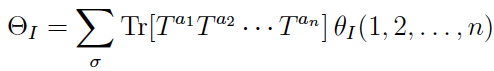 Θ_I = ∑_σ Tr[T^{a_1} T^{a_2} ⋯ T^{a_n}] θ_I(1, 2, …, n)